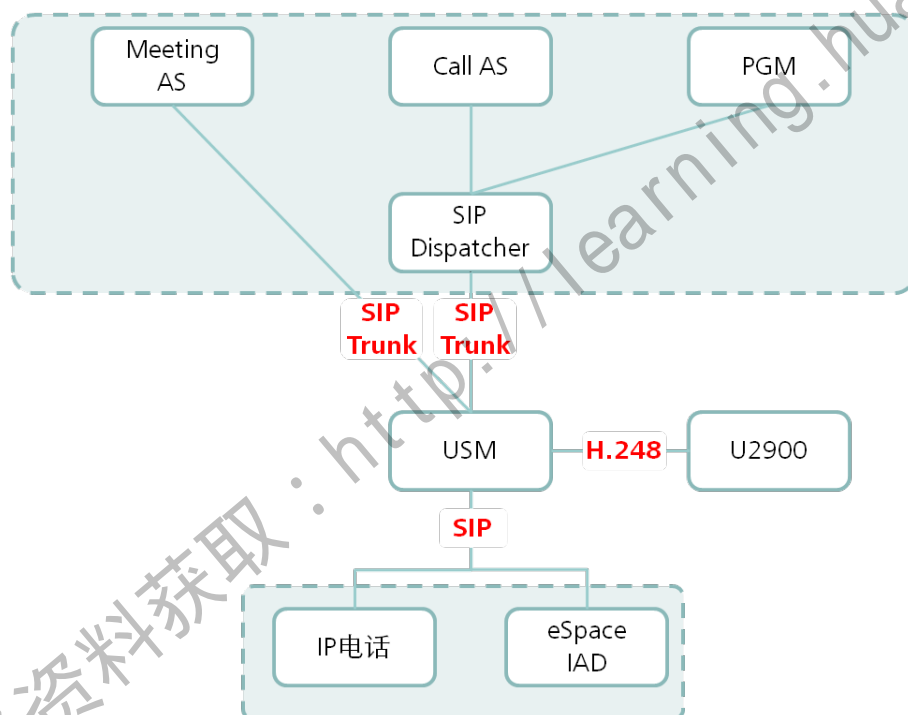 Meeting
AS
Call AS
PGM
SIP
Dispatcher
SIP
Trunk
SIP
Trunk
USM
H.248
U2900
SIP
IP电话
eSpace
IAD
资料获取：http://learning.hua